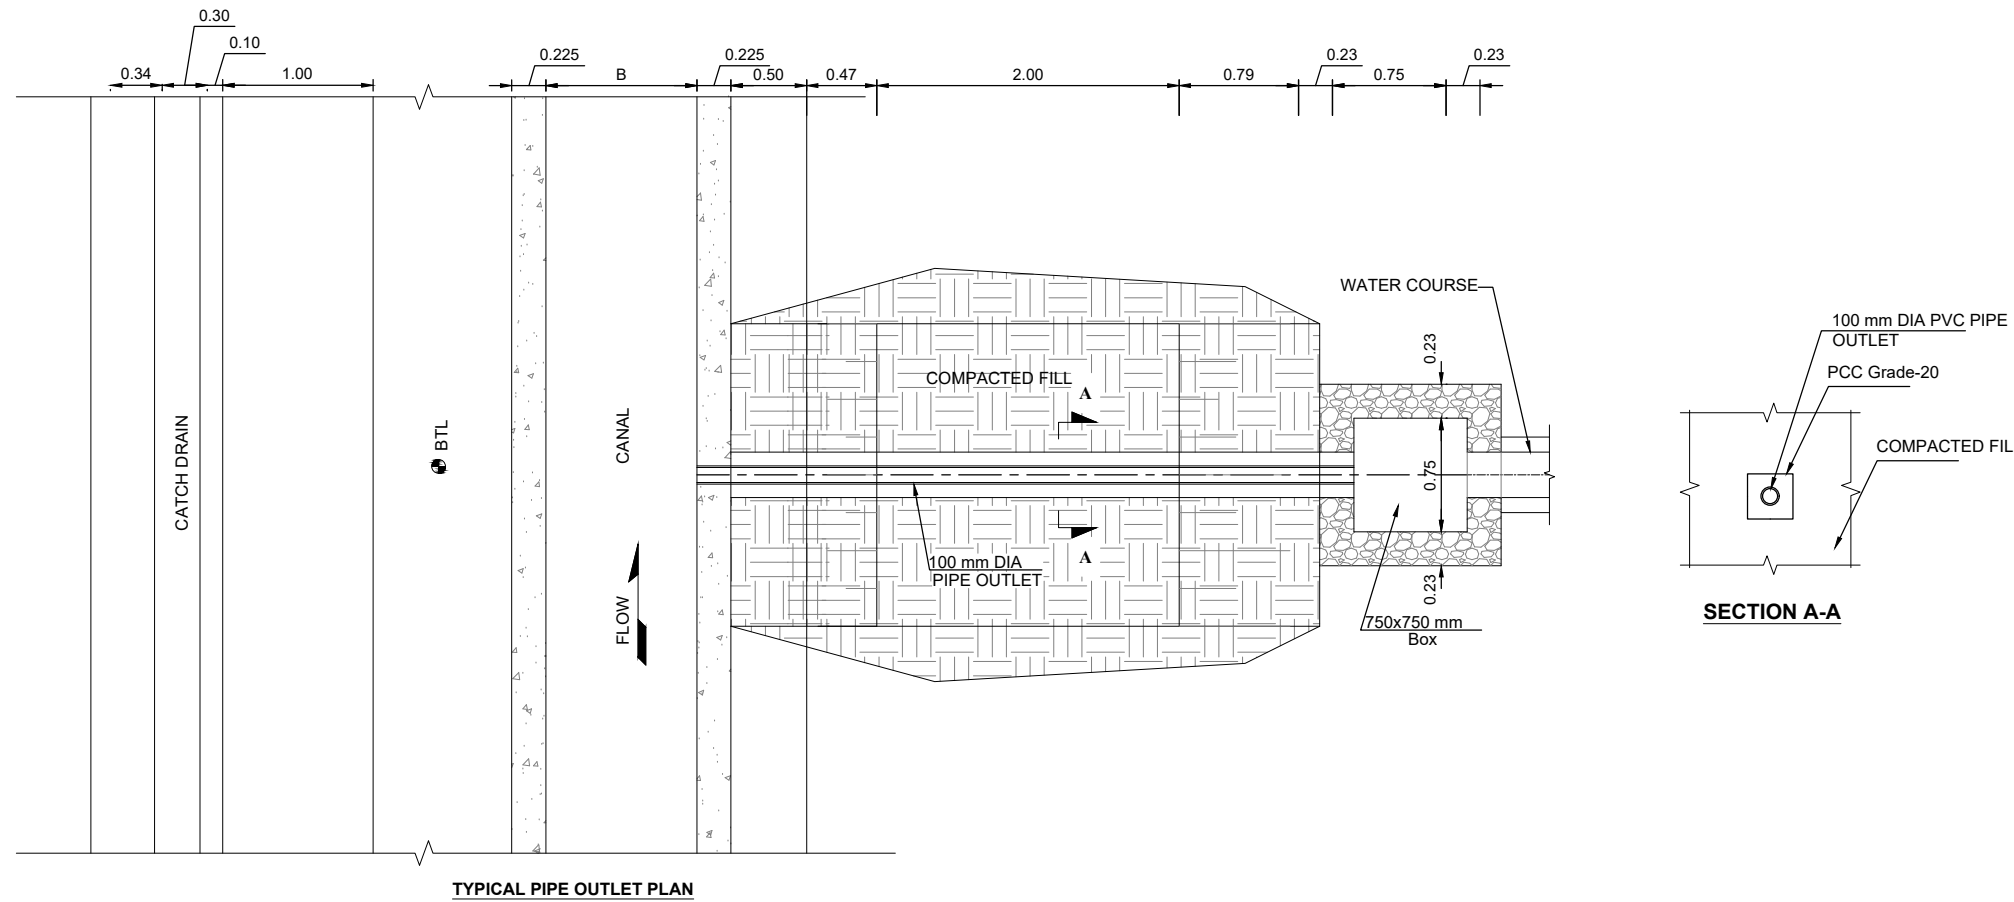 0.30
0.10
0.34
1.00
0.225
B
0.225
0.50
0.47
2.00
0.79
0.23
0.75
0.23
WATER COURSE
0.23
COMPACTED FILL
A
CATCH DRAIN
BTL
CANAL
0.75
A
100 mm DIA
PIPE OUTLET
0.23
FLOW
750x750 mm
Box
TYPICAL PIPE OUTLET PLAN
100 mm DIA PVC PIPE
OUTLET
PCC Grade-20
COMPACTED FIL
SECTION A-A